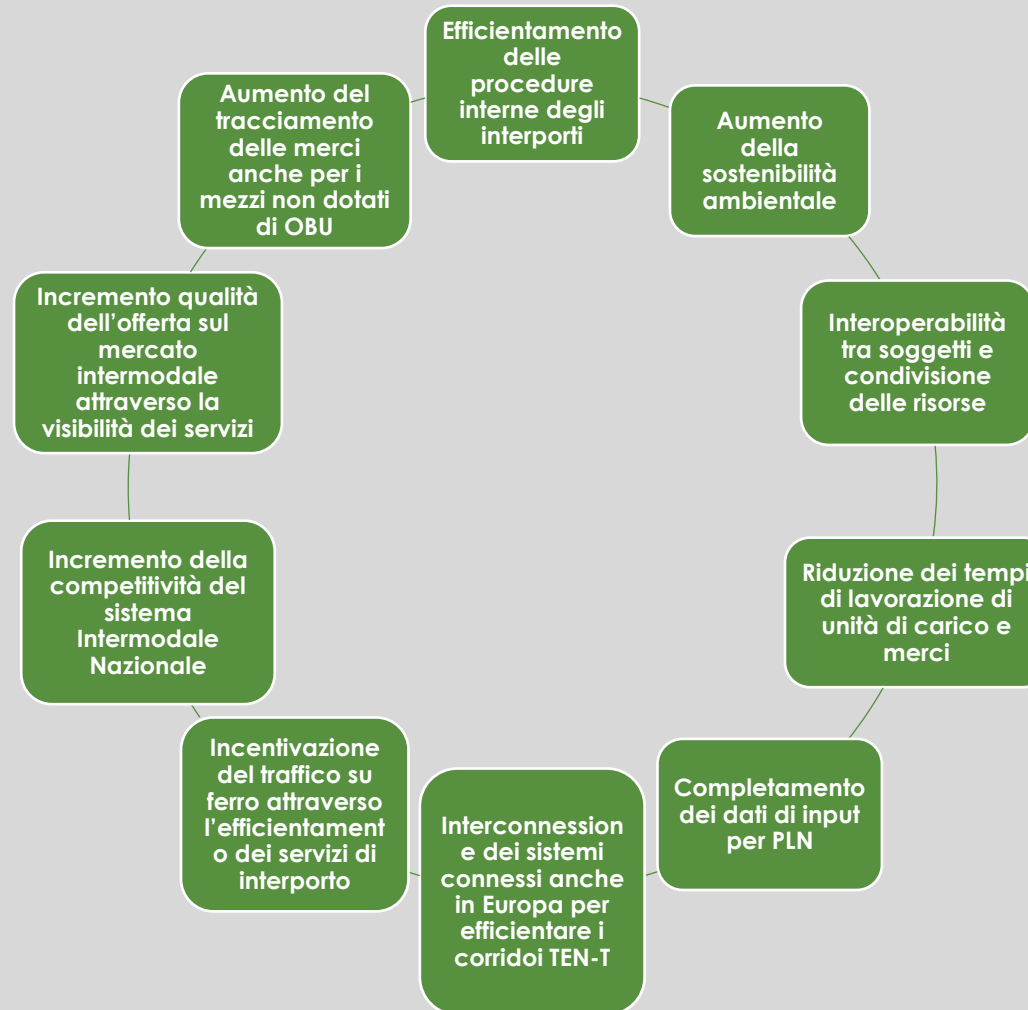 Efficientamento
delle
procedure
interne degli
interporti
Aumento
della
sostenibilità
ambientale
Interoperabilità
tra soggetti e
condivisione
delle risorse
Riduzione dei tempi
di lavorazione di
unità di carico e
merci
Completamento
dei dati di input
per PLN
Interconnession
e dei sistemi
connessi anche
in Europa per
efficientare i
corridoi TEN-T
Incentivazione
del traffico su
ferro attraverso
l’efficientament
o dei servizi di
interporto
Incremento della
competitività del
sistema
Intermodale
Nazionale
Incremento qualità
dell’offerta sul
mercato
intermodale
attraverso la
visibilità dei servizi
Aumento del
tracciamento
delle merci
anche per i
mezzi non dotati
di OBU